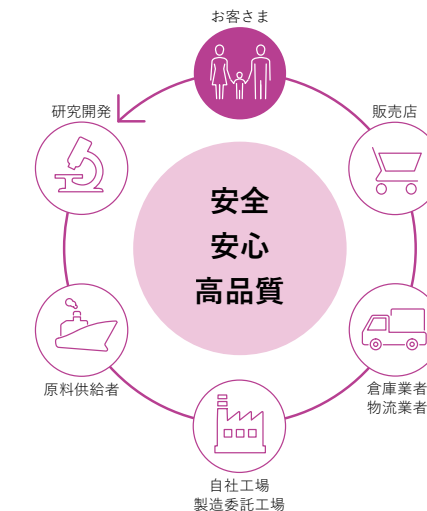 お客さま
研究開発
販売店
安全
安心
高品質
原料供給者
倉庫業者
物流業者
自社工場
製造委託工場